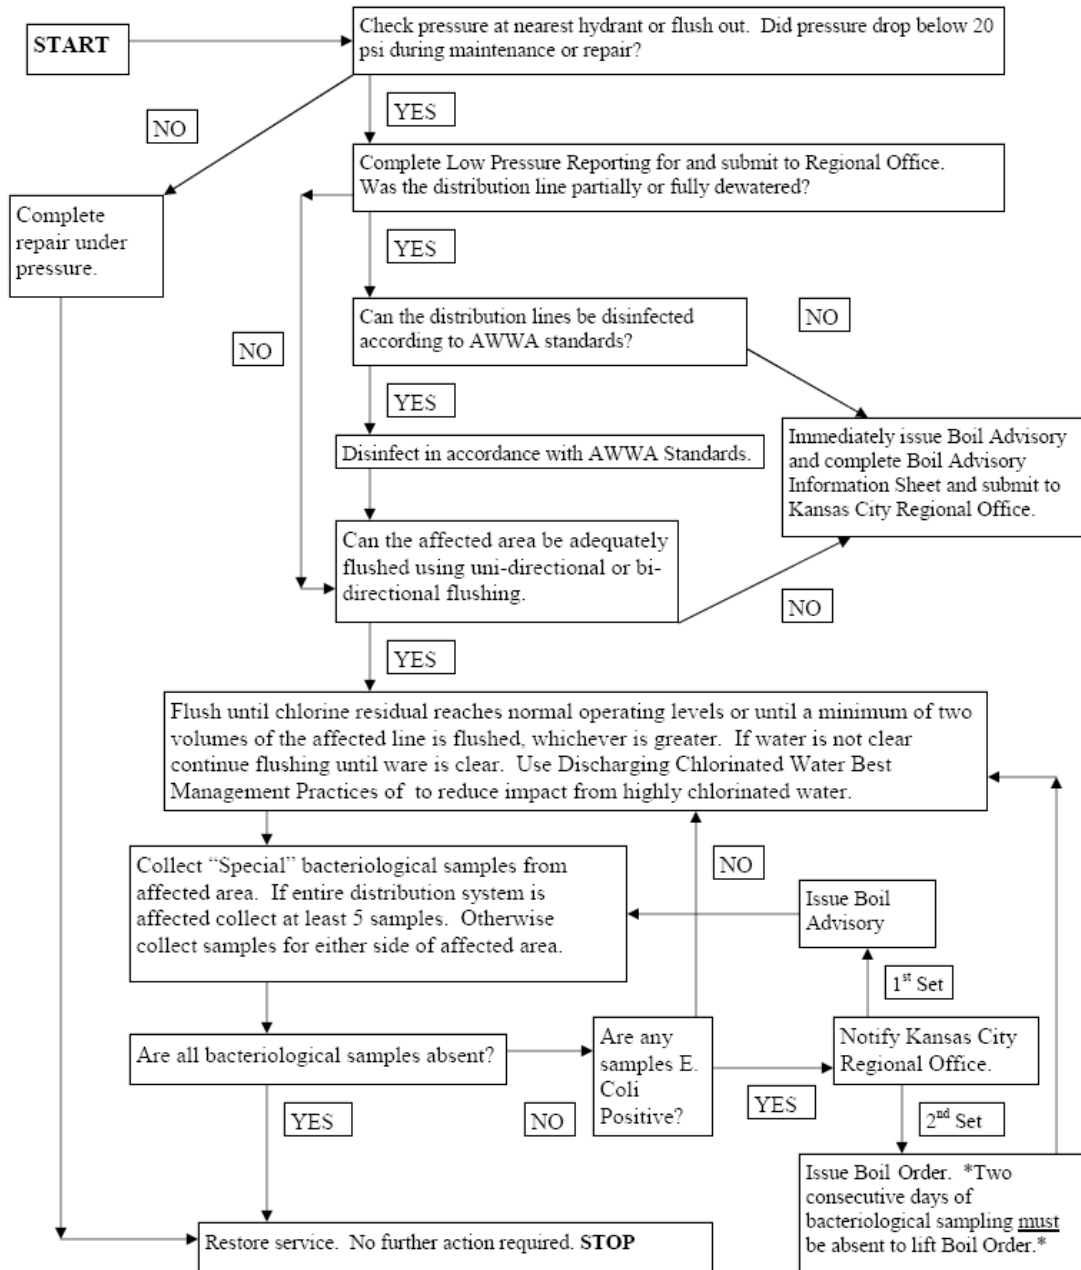 START
Check pressure at nearest hydrant or flush out.  Did pressure drop below 20
psi during maintenance or repair?
NO
YES
Complete Low Pressure Reporting for and submit to Regional Office.
Was the distribution line partially or fully dewatered?
Complete
repair under
pressure.
YES
NO
Can the distribution lines be disinfected
according to AWWA standards?
NO
YES
Disinfect in accordance with AWWA Standards.
Immediately issue Boil Advisory
and complete Boil Advisory
Information Sheet and submit to
Kansas City Regional Office.
Can the affected area be adequately
flushed using uni-directional or bi-
directional flushing.
NO
YES
Flush until chlorine residual reaches normal operating levels or until a minimum of two
volumes of the affected line is flushed, whichever is greater.  If water is not clear
continue flushing until ware is clear.  Use Discharging Chlorinated Water Best
Management Practices of  to reduce impact from highly chlorinated water.
Collect “Special” bacteriological samples from
affected area.  If entire distribution system is
affected collect at least 5 samples.  Otherwise
collect samples for either side of affected area.
NO
Issue Boil
Advisory
1st Set
Are all bacteriological samples absent?
Are any
samples E.
Coli
Positive?
Notify Kansas City
Regional Office.
YES
NO
YES
2nd Set
Issue Boil Order.  *Two
consecutive days of
bacteriological sampling must
be absent to lift Boil Order.*
Restore service.  No further action required. STOP